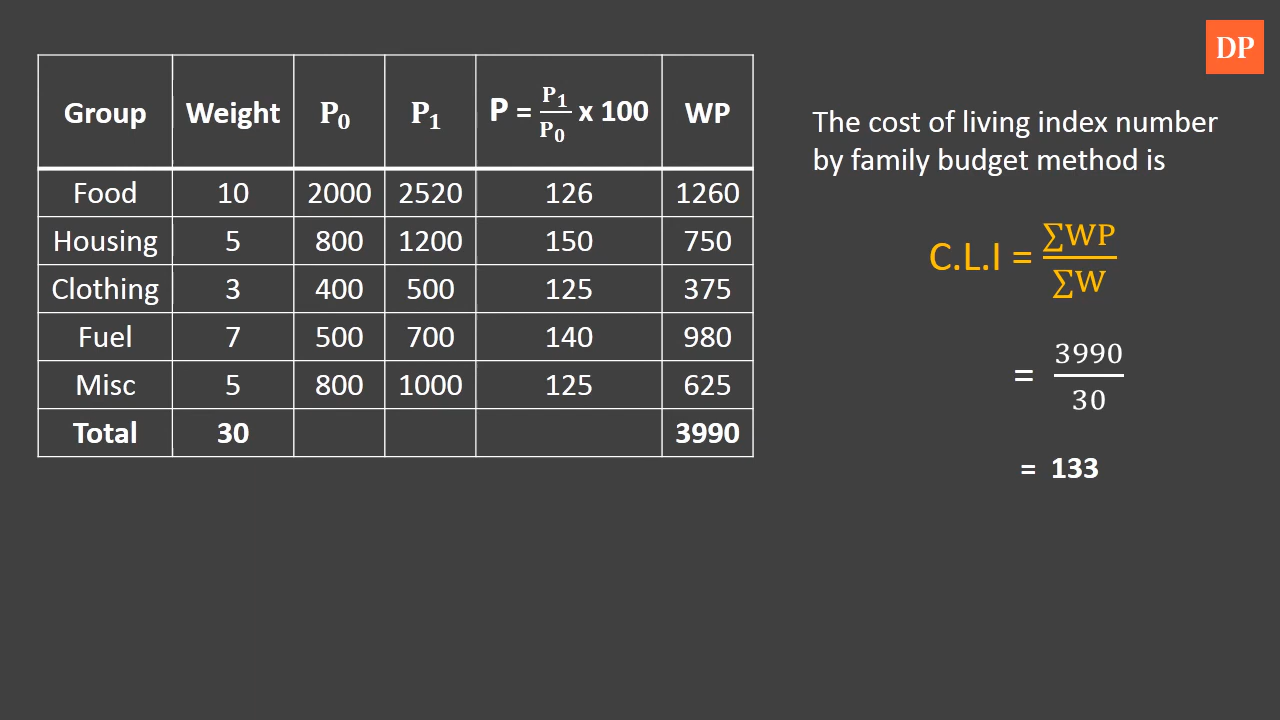 DP
Group Weight P₀ P₁ P = P₁/P₀ x 100 WP
Food 10 2000 2520 126 1260
Housing 5 800 1200 150 750
Clothing 3 400 500 125 375
Fuel 7 500 700 140 980
Misc 5 800 1000 125 625
Total 30 3990
The cost of living index number
by family budget method is
C.L.I = ∑WP/∑W
= 3990/30
= 133